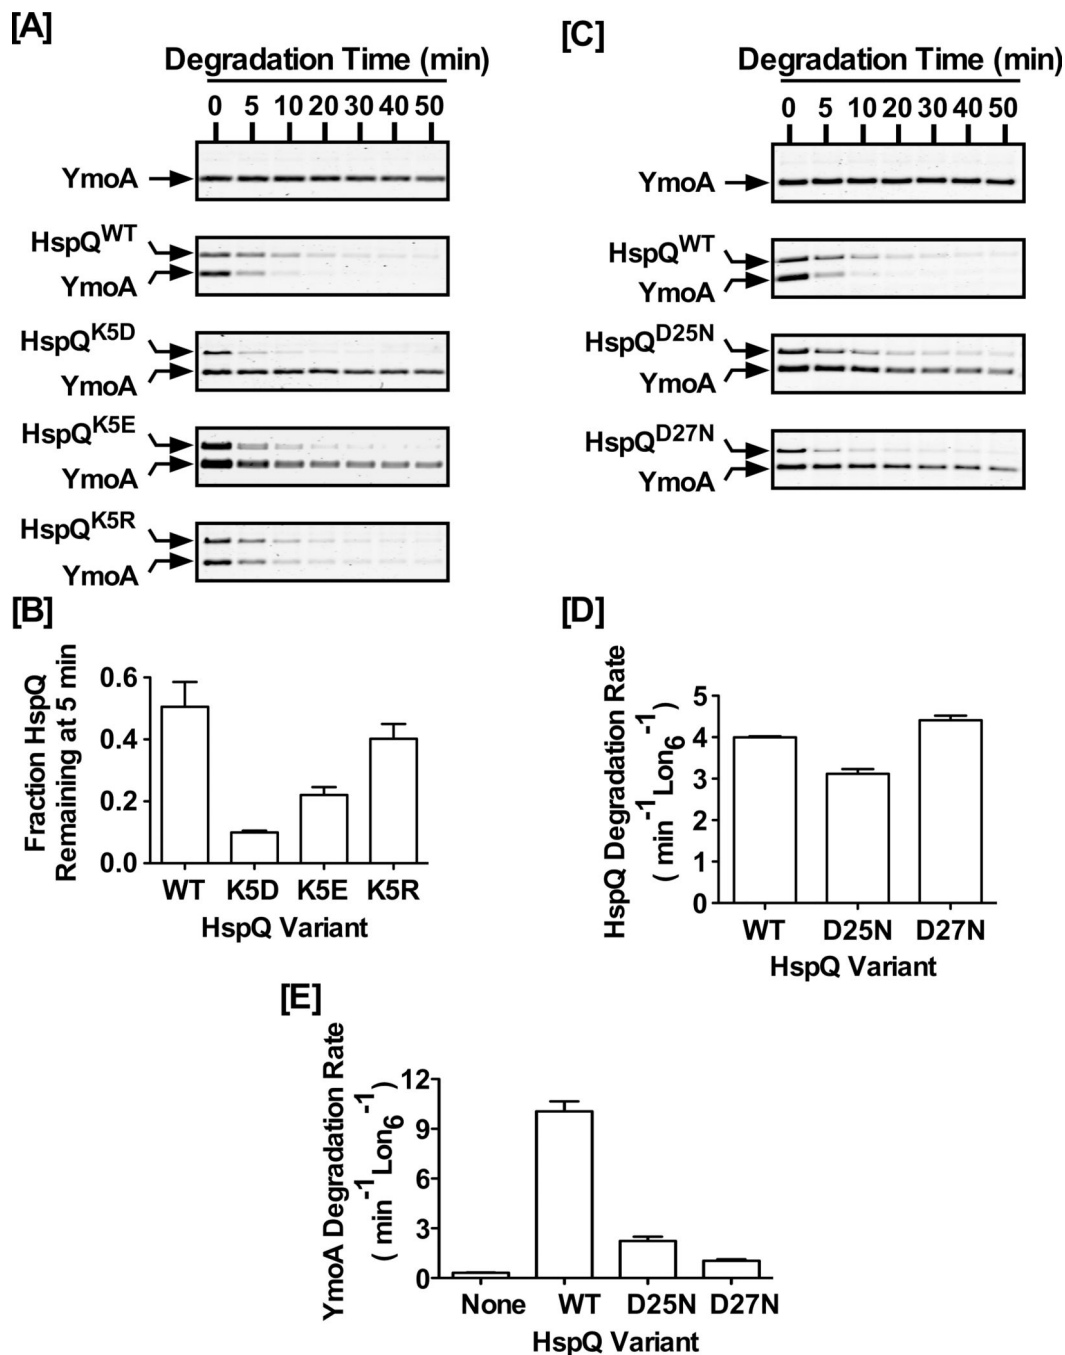 [A]
Degradation Time (min)
0 5 10 20 30 40 50
YmoA
HspQ^WT
YmoA
HspQ^K5D
YmoA
HspQ^K5E
YmoA
HspQ^K5R
YmoA
[C]
Degradation Time (min)
0 5 10 20 30 40 50
YmoA
HspQ^WT
YmoA
HspQ^D25N
YmoA
HspQ^D27N
YmoA
[B]
Fraction HspQ
Remaining at 5 min
0.6
0.4
0.2
0.0
WT K5D K5E K5R
HspQ Variant
[D]
HspQ Degradation Rate
( min^-1 Lon_6^-1 )
5
4
3
2
1
0
WT D25N D27N
HspQ Variant
[E]
YmoA Degradation Rate
( min^-1 Lon_6^-1 )
12
9
6
3
0
None WT D25N D27N
HspQ Variant